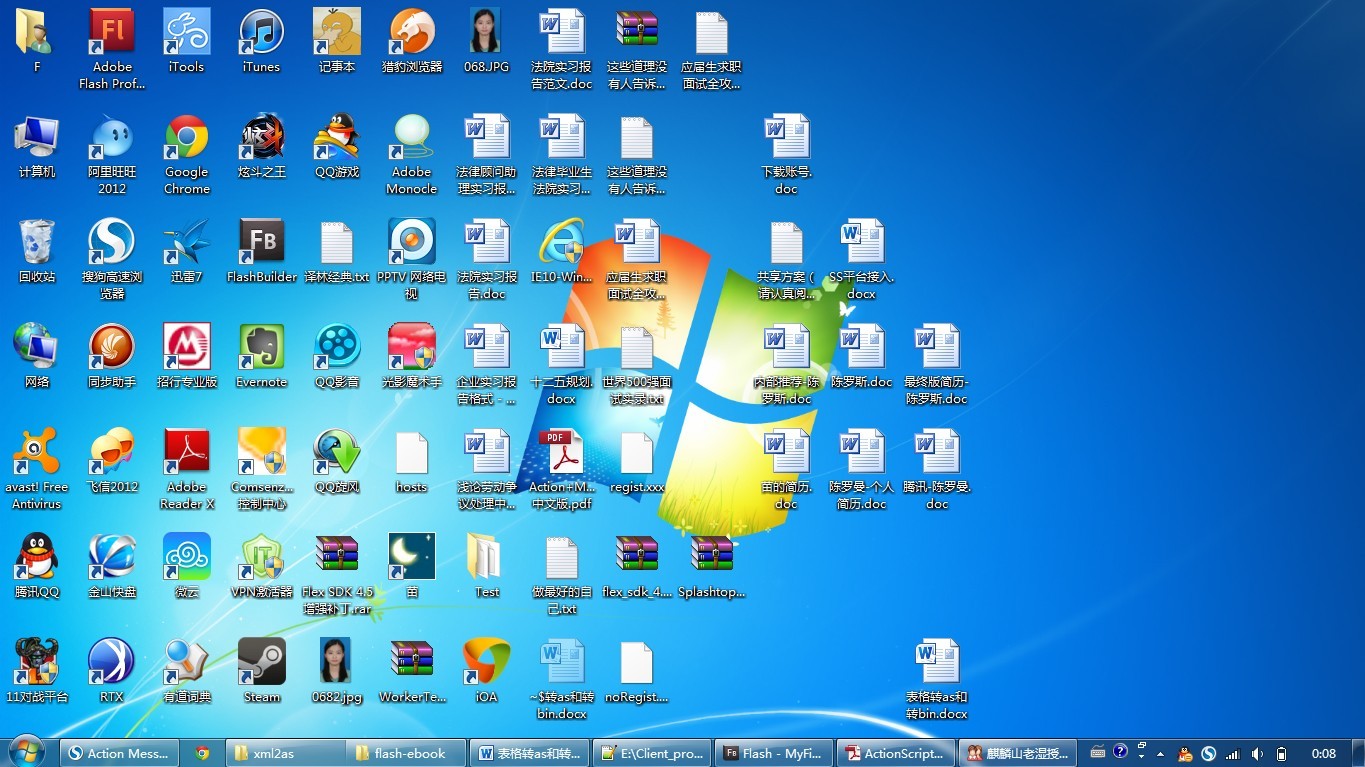 F
Adobe
Flash Prof...
iTools
iTunes
记事本
猎豹浏览器
068.JPG
法院实习报
告范文.doc
这些道理没
有人告诉...
应届生求职
面试全攻...
计算机
阿里旺旺
2012
Google
Chrome
炫斗之王
QQ游戏
Adobe
Monocle
法律顾问助
理实习报...
法律毕业生
法院实习...
这些道理没
有人告诉...
下载账号.
doc
回收站
搜狗高速浏
览器
迅雷7
FB
FlashBuilder
译林经典.txt
PPTV 网络电
视
法院实习报
告.doc
IE10-Win...
应届生求职
面试全攻...
共享方案 (
请认真阅...
SS平台接入.
docx
网络
同步助手
招行专业版
Evernote
QQ影音
光影魔术手
企业实习报
告格式 - ...
十二五规划.
docx
世界500强面
试实录.txt
内部推荐-陈
罗斯.doc
陈罗斯.doc
最终版简历-
陈罗斯.doc
avast! Free
Antivirus
飞信2012
Adobe
Reader X
Comsenz...
控制中心
QQ旋风
hosts
浅论劳动争
议处理中...
PDF
Action+M...
中文版.pdf
regist.xxx
苗的简历.
doc
陈罗曼-个人
简历.doc
腾讯-陈罗曼.
doc
腾讯QQ
金山快盘
微云
VPN激活器
Flex SDK 4.5
增强补丁.rar
苗
Test
做最好的自
己.txt
flex_sdk_4....
Splashtop...
11对战平台
RTX
有道词典
Steam
0682.jpg
WorkerTe...
iOA
~$转as和转
bin.docx
noRegist....
表格转as和
转bin.docx
Action Mess...
xml2as
flash-ebook
表格转as和转...
E:\Client_pro...
Flash - MyFi...
ActionScript...
麒麟山老湿授...
0:08